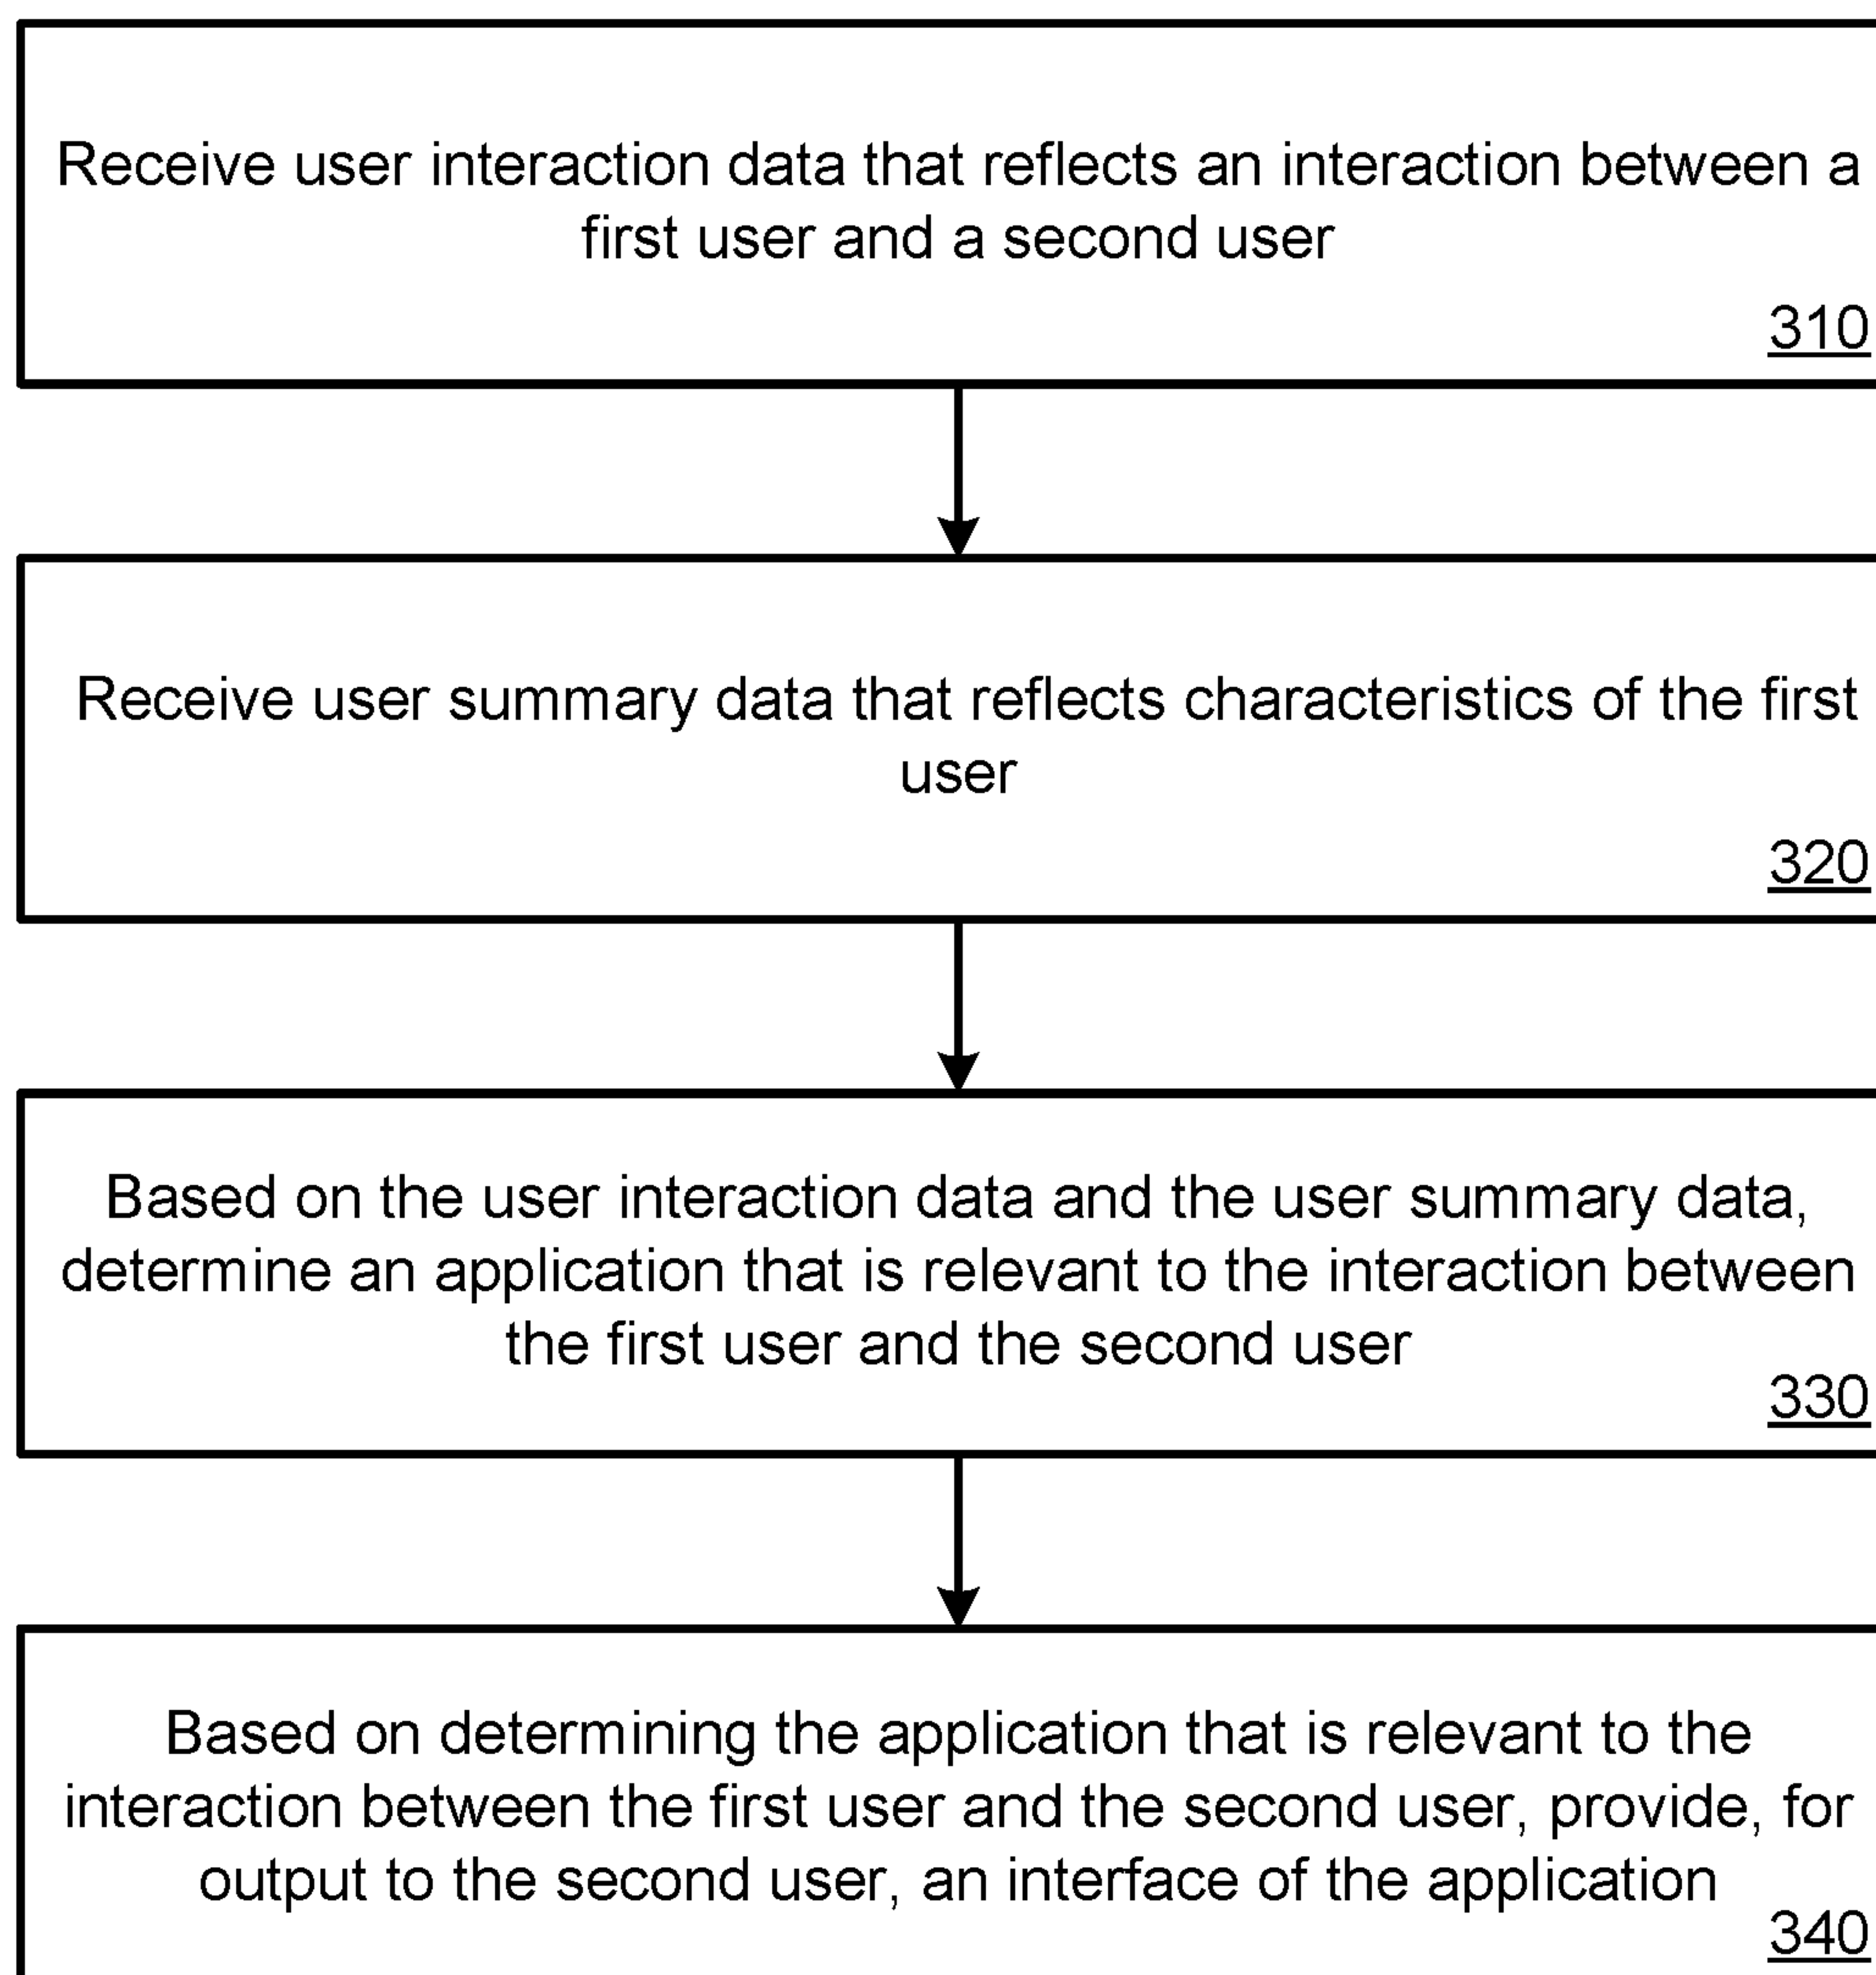 Receive user interaction data that reflects an interaction between a
first user and a second user
310
Receive user summary data that reflects characteristics of the first
user
320
Based on the user interaction data and the user summary data,
determine an application that is relevant to the interaction between
the first user and the second user
330
Based on determining the application that is relevant to the
interaction between the first user and the second user, provide, for
output to the second user, an interface of the application
340